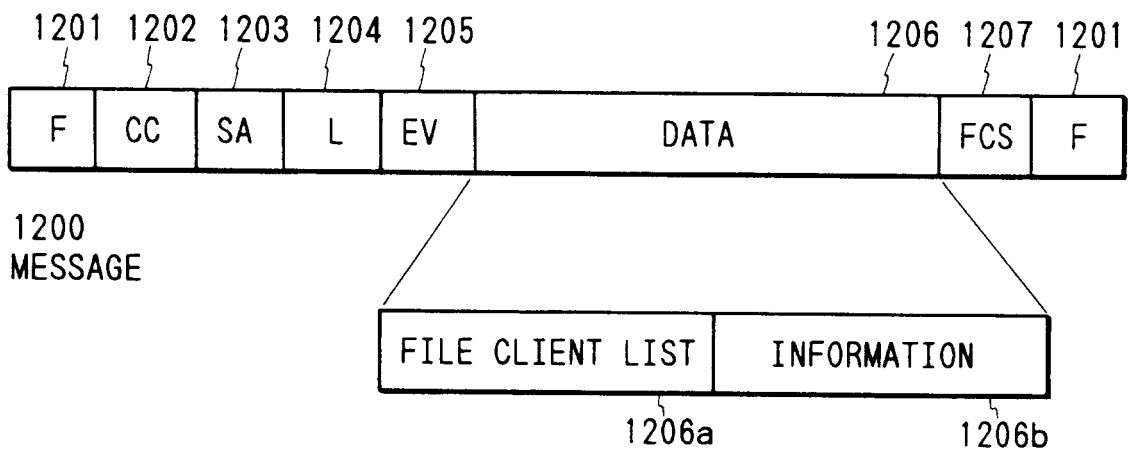 1201 1202 1203 1204 1205 1206 1207 1201
F CC SA L EV DATA FCS F
1200
MESSAGE
FILE CLIENT LIST INFORMATION
1206a 1206b